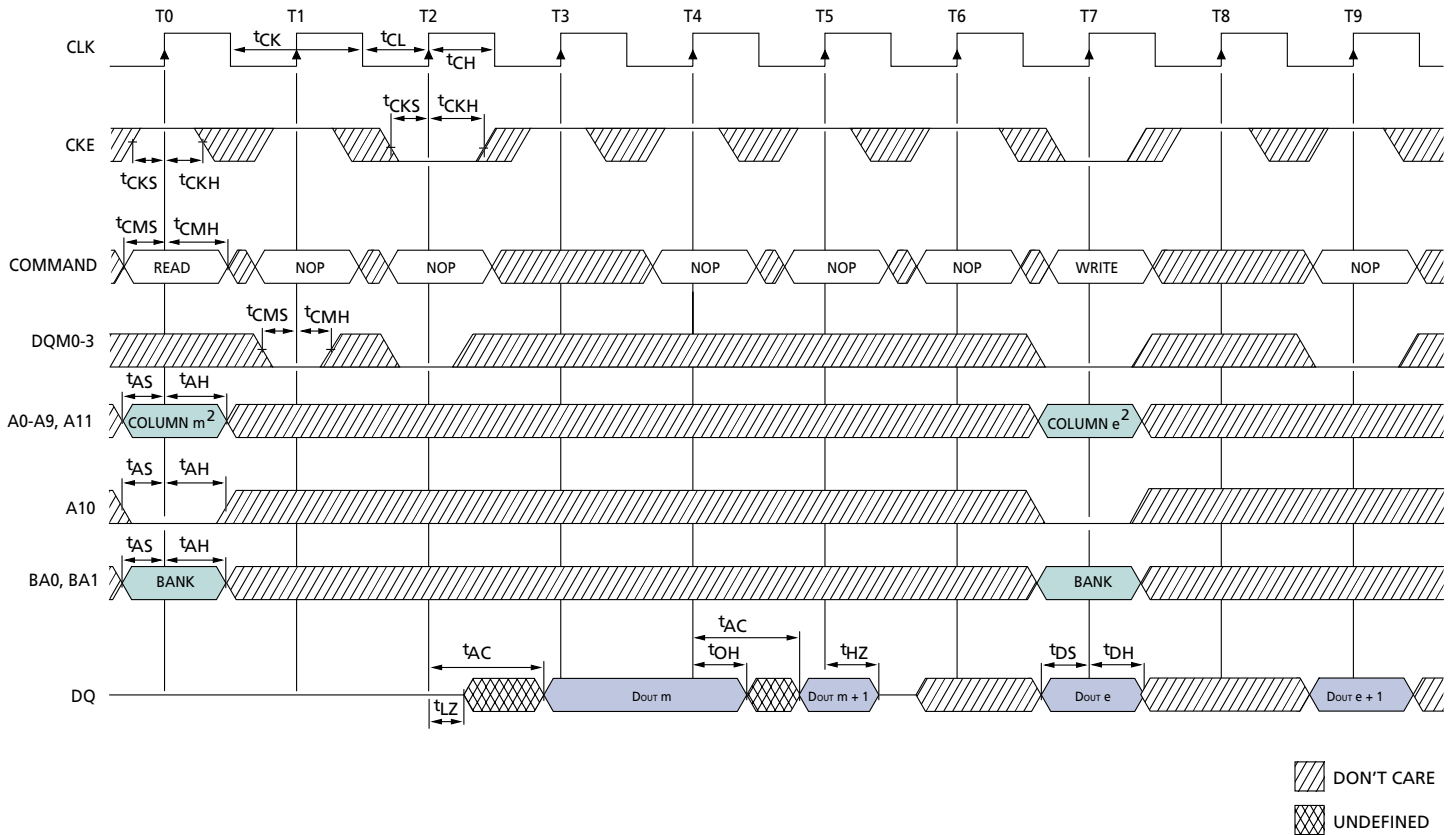 T0 T1 T2 T3 T4 T5 T6 T7 T8 T9
CLK
tCK tCL
tCH
tCKS tCKH
CKE
tCKS tCKH
tCMS tCMH
COMMAND READ NOP NOP NOP NOP NOP WRITE NOP
tCMS tCMH
DQM0-3
tAS tAH
A0-A9, A11 COLUMN m2 COLUMN e2
tAS tAH
A10
tAS tAH
BA0, BA1 BANK BANK
tAC
tAC tOH tHZ tDS tDH
DQ DOUT m DOUT m + 1 DOUT e DOUT e + 1
tLZ
DON'T CARE
UNDEFINED